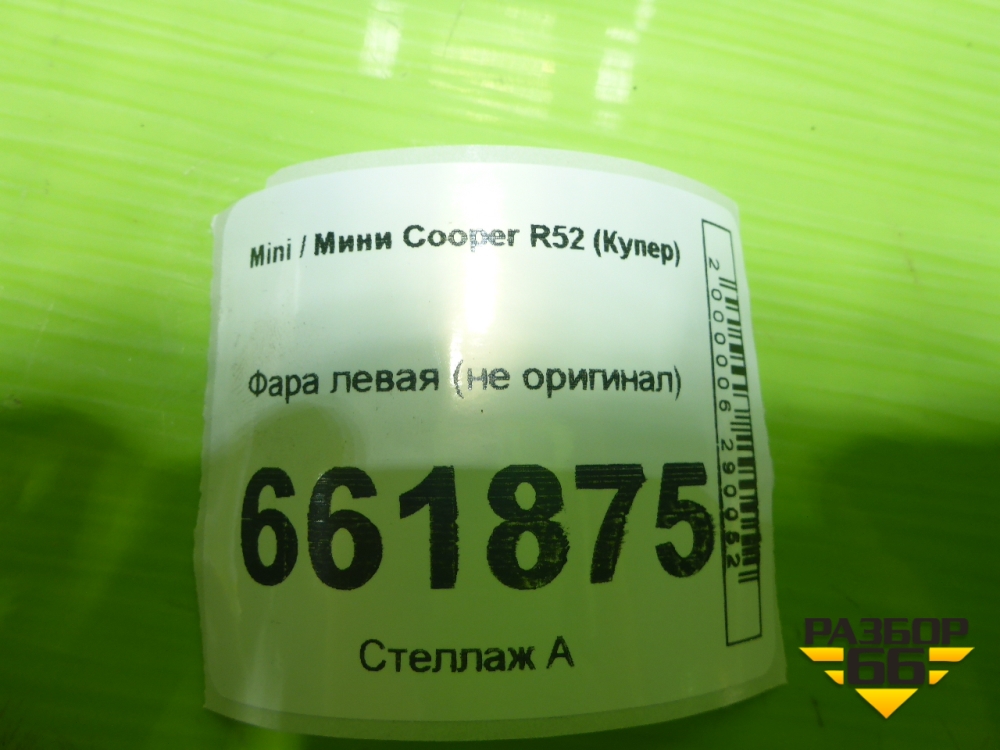 Mini / Мини Cooper R52 (Купер)
Фара левая (не оригинал)
661875
Стеллаж А
2000006290052
РАЗБОР
66